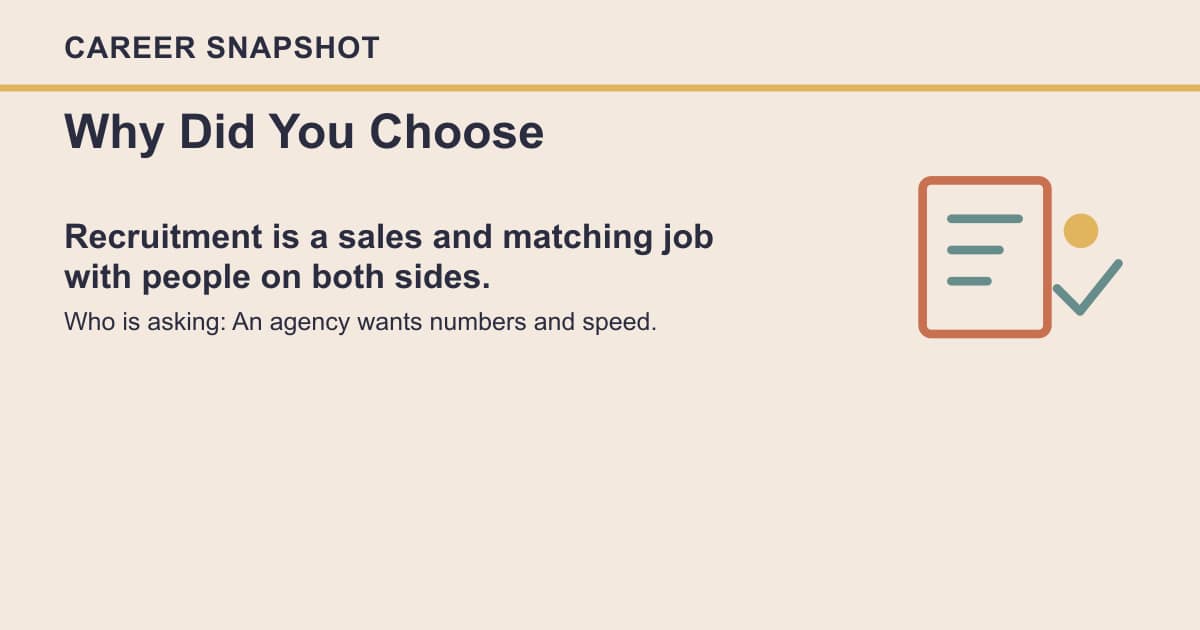 CAREER SNAPSHOT
Why Did You Choose
Recruitment is a sales and matching job
with people on both sides.
Who is asking: An agency wants numbers and speed.